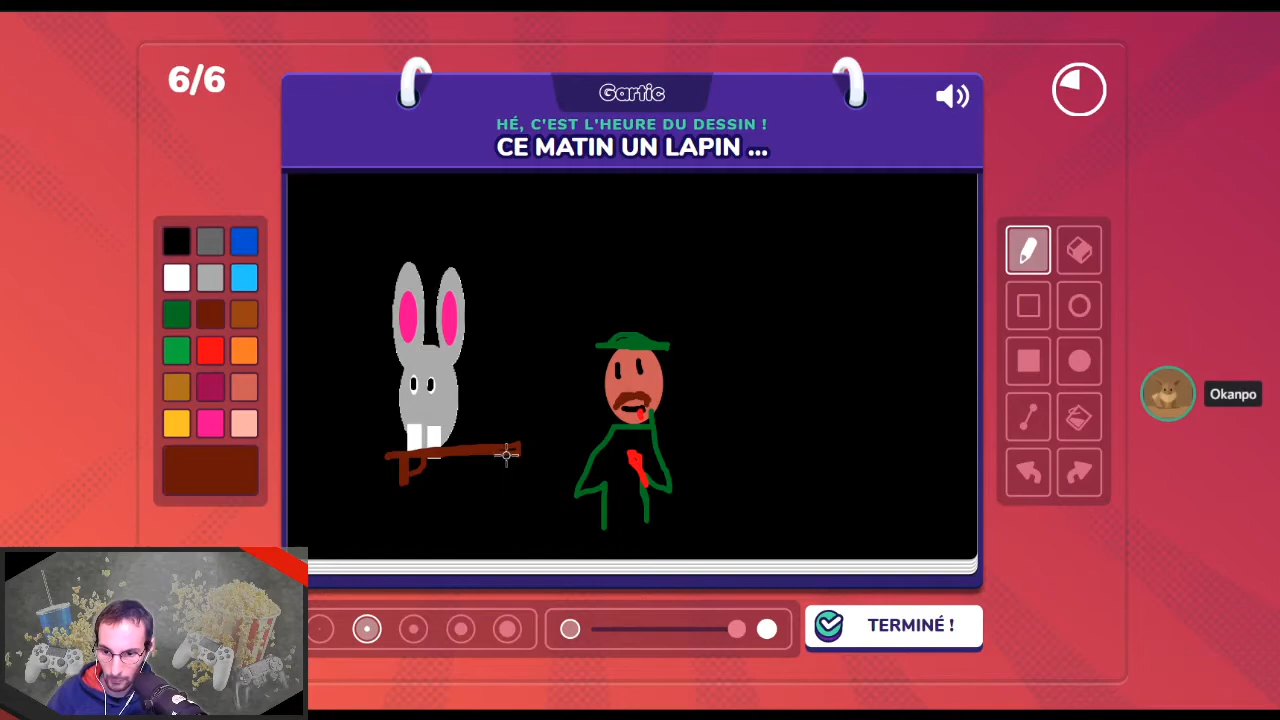 6/6
Gartic
HÉ, C'EST L'HEURE DU DESSIN !
CE MATIN UN LAPIN ...
Okanpo
TERMINÉ !